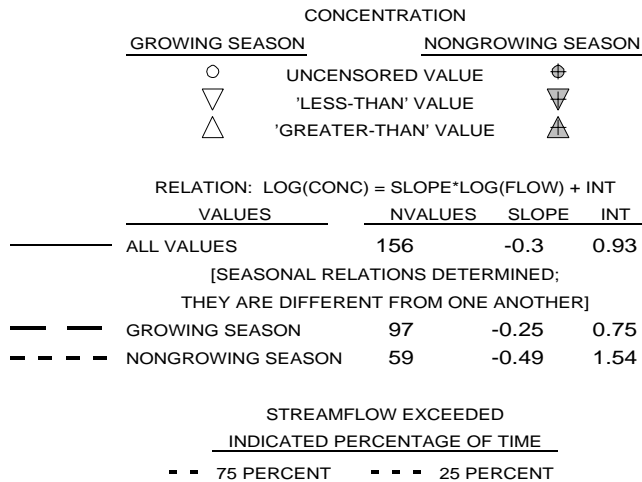 CONCENTRATION
GROWING SEASON NONGROWING SEASON
UNCENSORED VALUE
'LESS-THAN' VALUE
'GREATER-THAN' VALUE
RELATION: LOG(CONC) = SLOPE*LOG(FLOW) + INT
VALUES NVALUES SLOPE INT
ALL VALUES 156 -0.3 0.93
[SEASONAL RELATIONS DETERMINED;
THEY ARE DIFFERENT FROM ONE ANOTHER]
GROWING SEASON 97 -0.25 0.75
NONGROWING SEASON 59 -0.49 1.54
STREAMFLOW EXCEEDED
INDICATED PERCENTAGE OF TIME
75 PERCENT 25 PERCENT